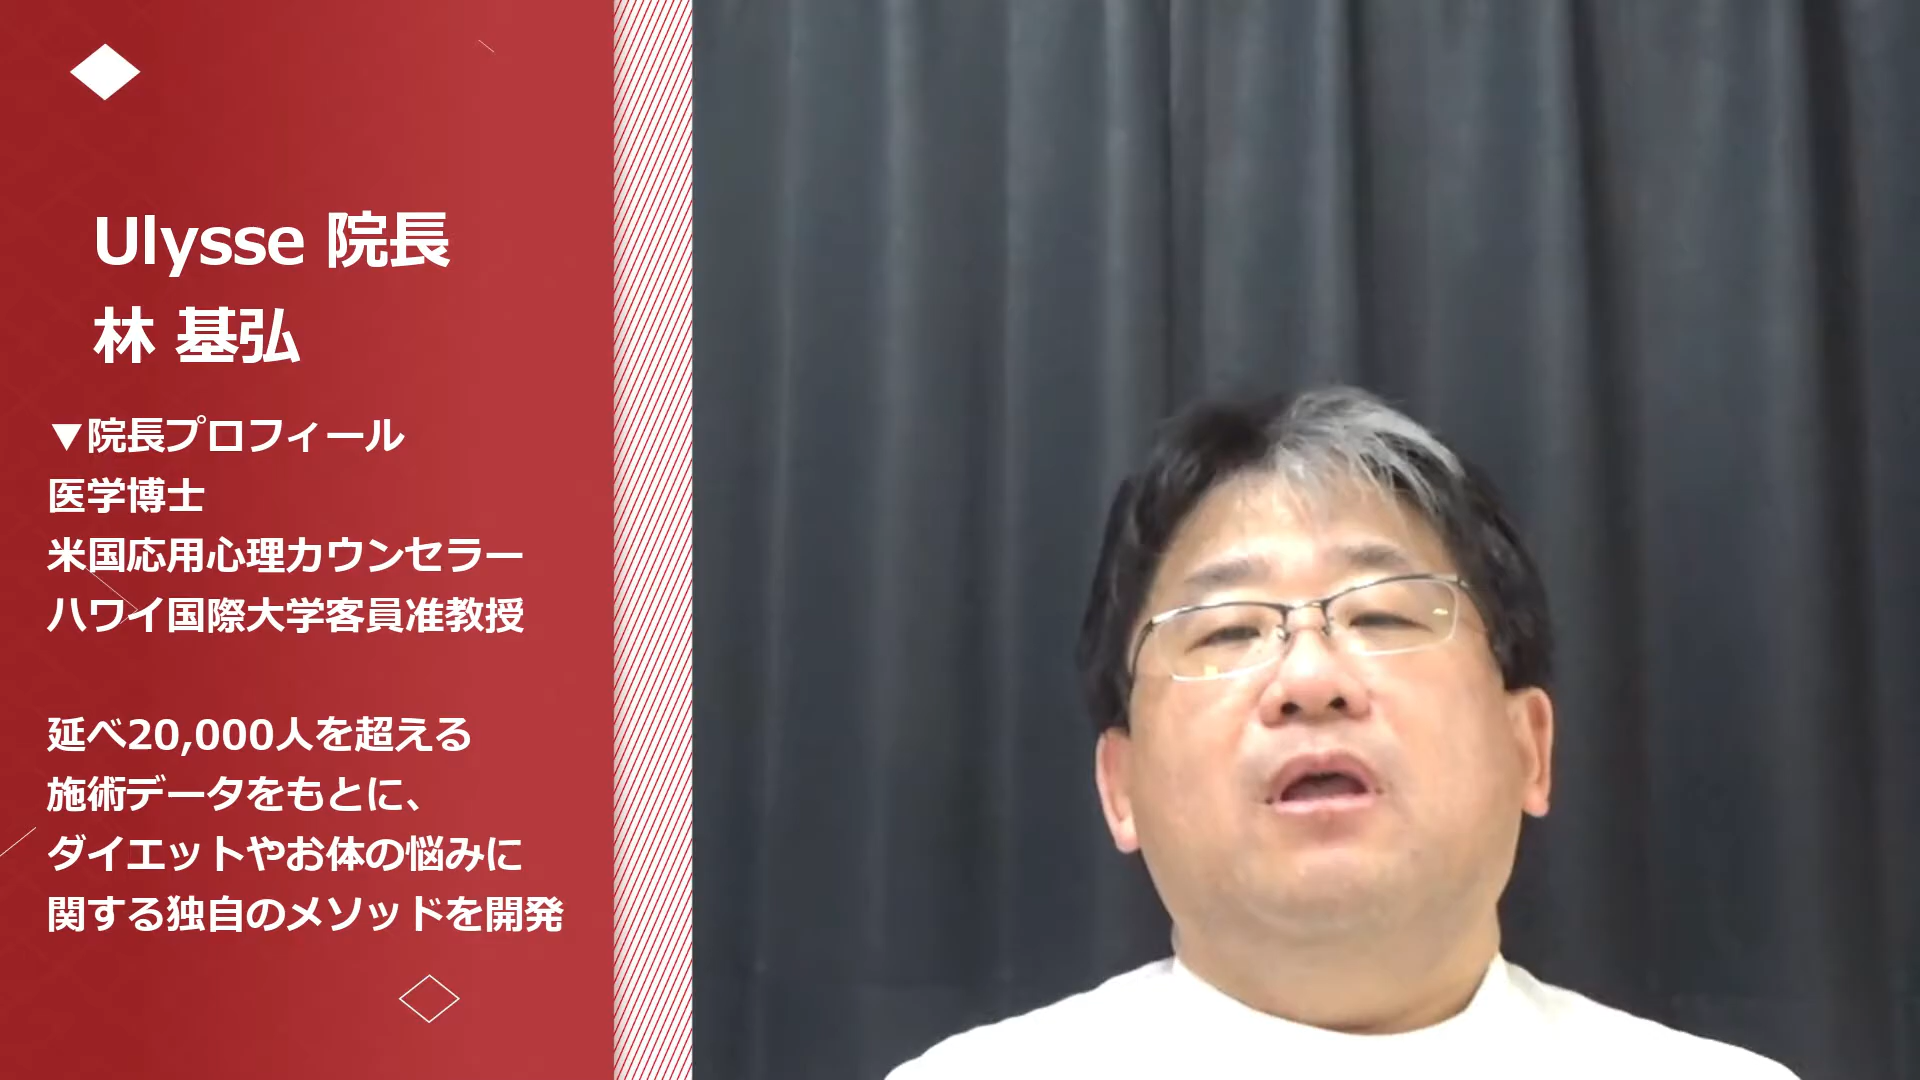 Ulysse 院長
林 基弘
▼院長プロフィール
医学博士
米国応用心理カウンセラー
ハワイ国際大学客員准教授
延べ20,000人を超える
施術データをもとに、
ダイエットやお体の悩みに
関する独自のメソッドを開発